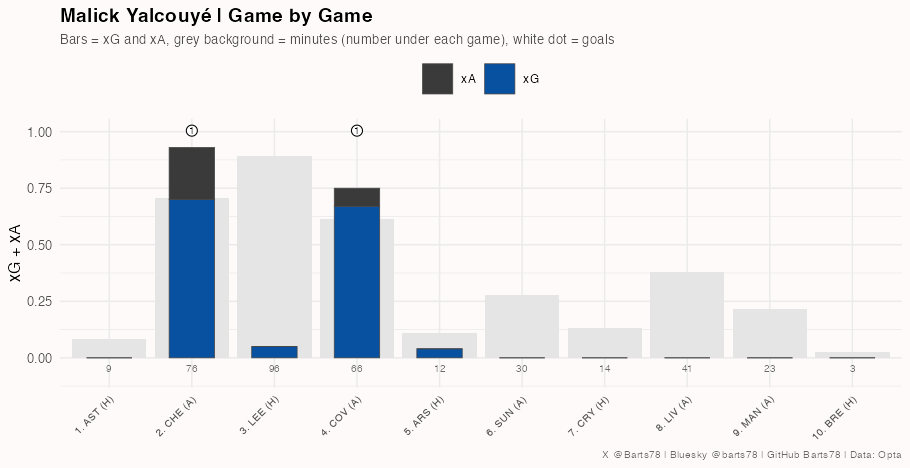 Malick Yalcouyé | Game by Game
Bars = xG and xA, grey background = minutes (number under each game), white dot = goals
xA xG
xG + xA
1.00
0.75
0.50
0.25
0.00
1 1
9 76 96 66 12 30 14 41 23 3
1. AST (H)
2. CHE (A)
3. LEE (H)
4. COV (A)
5. ARS (H)
6. SUN (A)
7. CRY (H)
8. LIV (A)
9. MAN (A)
10. BRE (H)
X @Barts78 | Bluesky @barts78 | GitHub Barts78 | Data: Opta